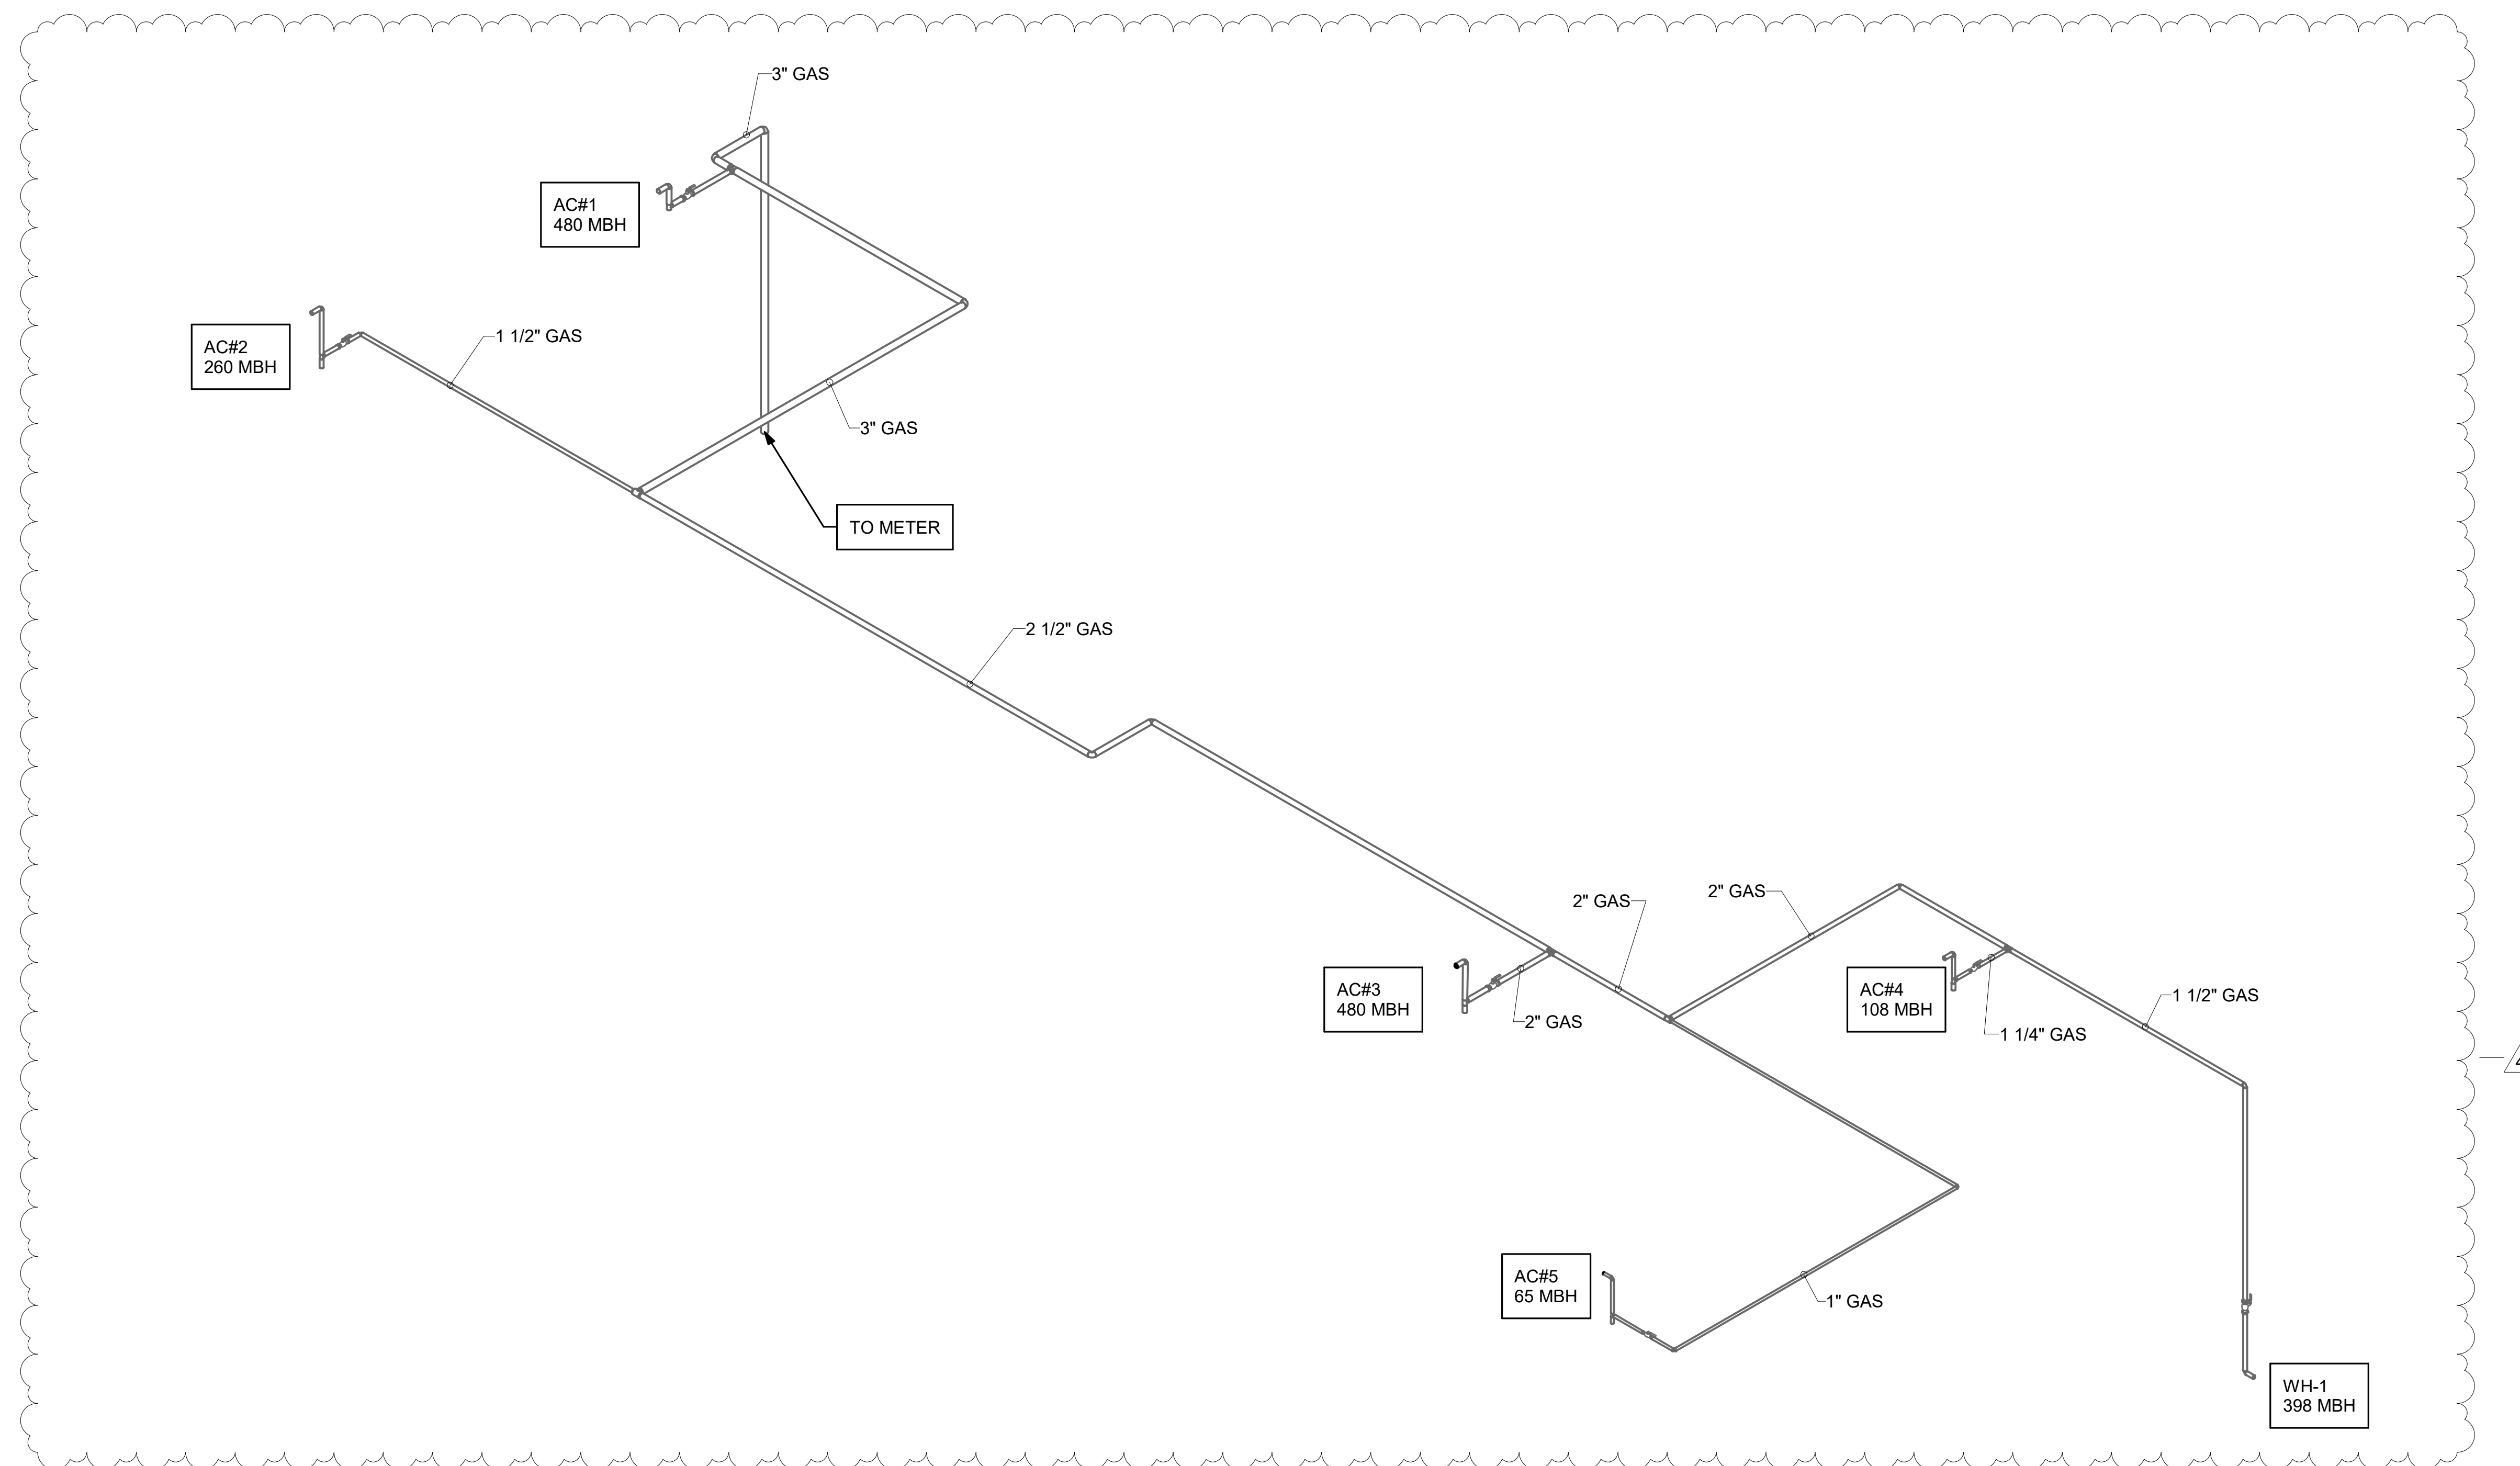 3" GAS
AC#1
480 MBH
1 1/2" GAS
AC#2
260 MBH
3" GAS
TO METER
2 1/2" GAS
2" GAS
2" GAS
AC#3
480 MBH
2" GAS
AC#4
108 MBH
1 1/2" GAS
1 1/4" GAS
AC#5
65 MBH
1" GAS
WH-1
398 MBH